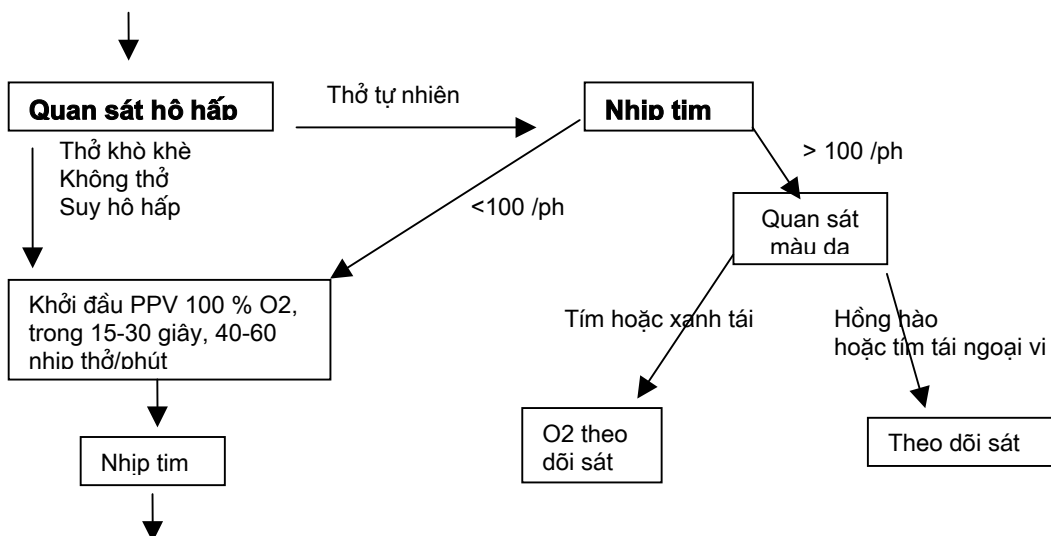 Quan sát hô hấp
Thở tự nhiên
Nhịp tim
Thở khò khè
Không thở
Suy hô hấp
<100 /ph
> 100 /ph
Quan sát
màu da
Khởi đầu PPV 100 % O2,
trong 15-30 giây, 40-60
nhịp thở/phút
Tím hoặc xanh tái
Hồng hào
hoặc tím tái ngoại vi
Nhịp tim
O2 theo
dõi sát
Theo dõi sát